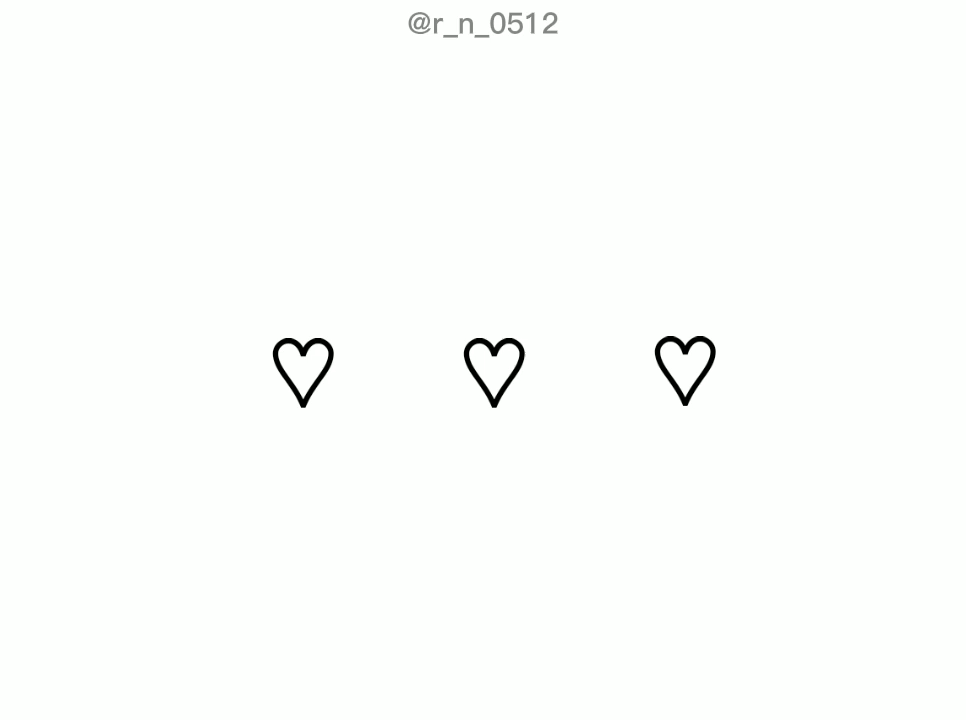 @r_n_0512
♡ ♡ ♡